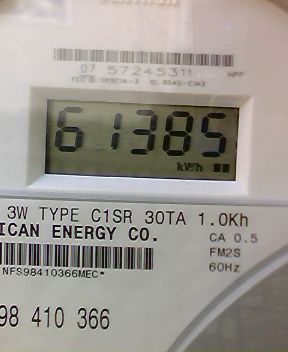 07 57245311 HPP
61385
kWh
3W TYPE C1SR 30TA 1.0Kh
ICAN ENERGY CO.
CA 0.5
FM2S
NFS98410366MEC*
60Hz
98 410 366